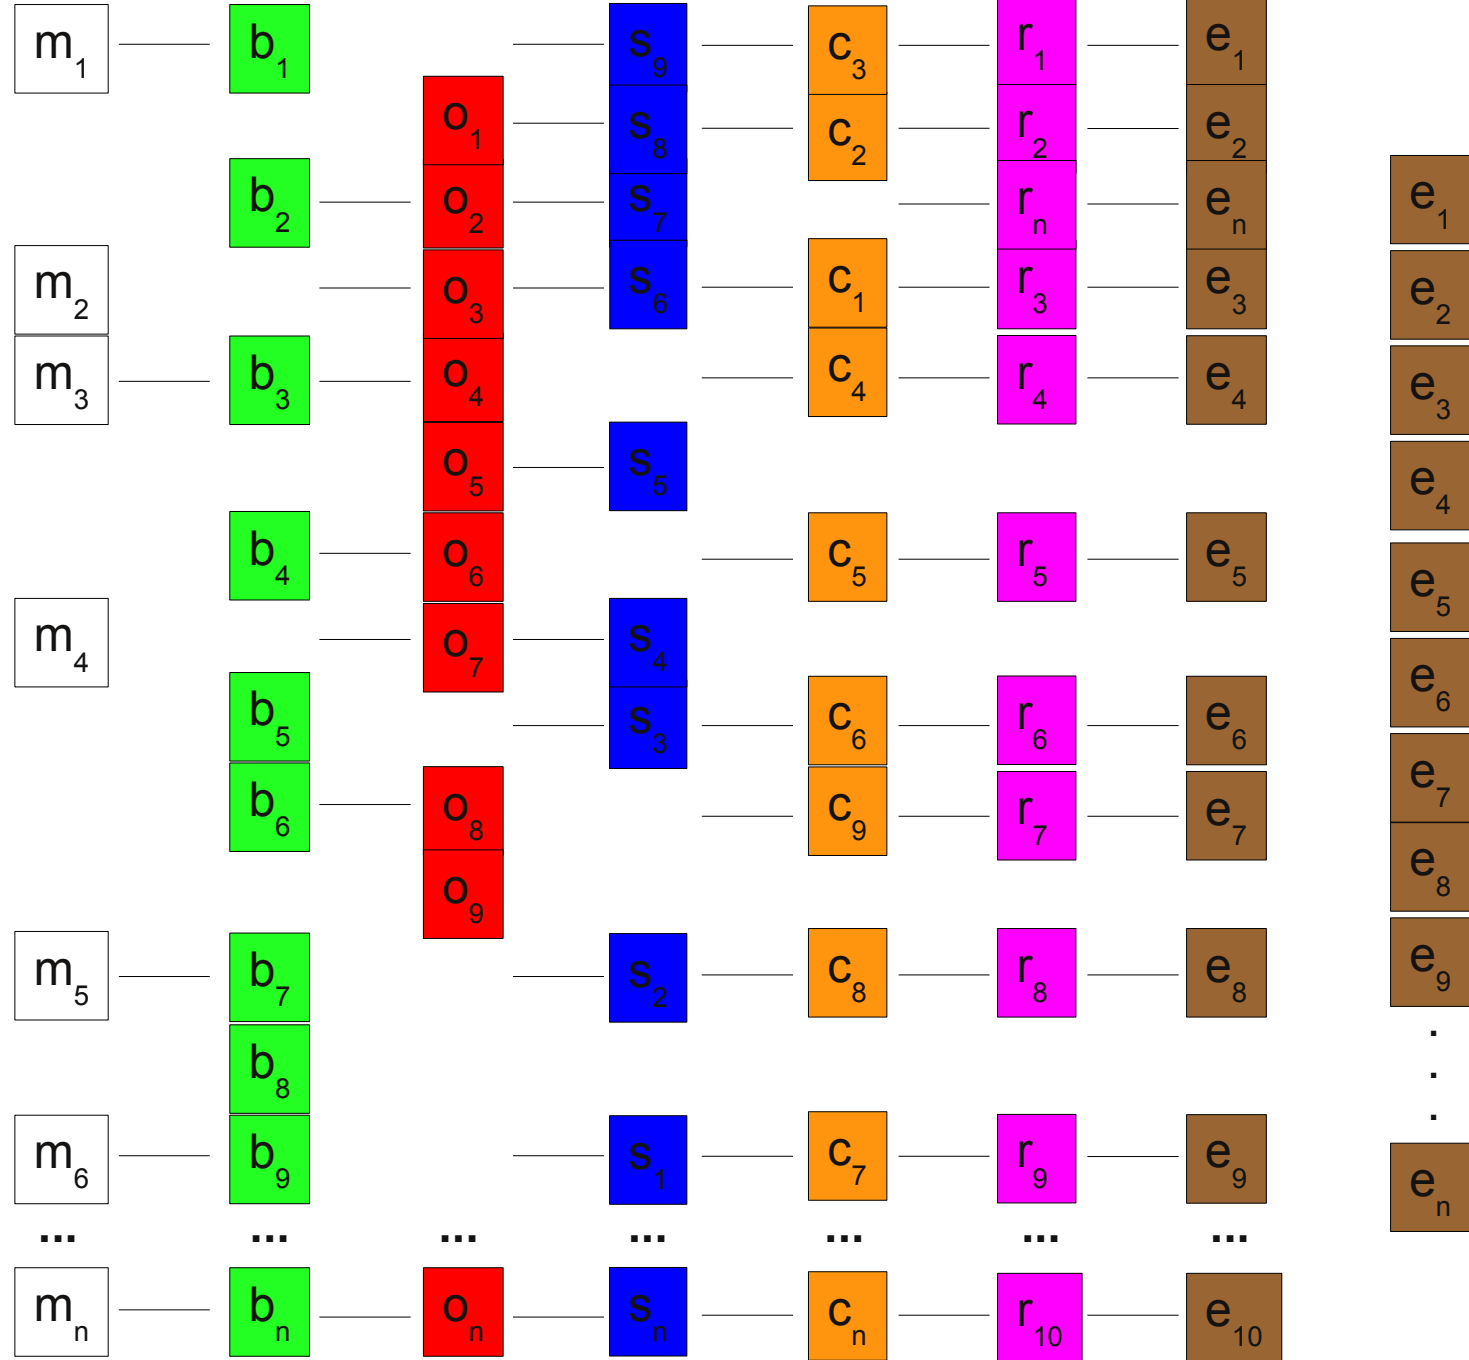 m1 b1 s9 c3 r1 e1
o1 s8 c2 r2 e2
b2 o2 s7 rn en e1
m2 o3 s6 c1 r3 e3 e2
m3 b3 o4 c4 r4 e4 e3
o5 s5 e4
b4 o6 c5 r5 e5 e5
m4 o7 s4 e6
b5 s3 c6 r6 e6
b6 o8 c9 r7 e7 e7
o9 e8
m5 b7 s2 c8 r8 e8 e9
.
b8 .
.
m6 b9 s1 c7 r9 e9 en
... ... ... ... ... ... ...
mn bn on sn cn r10 e10